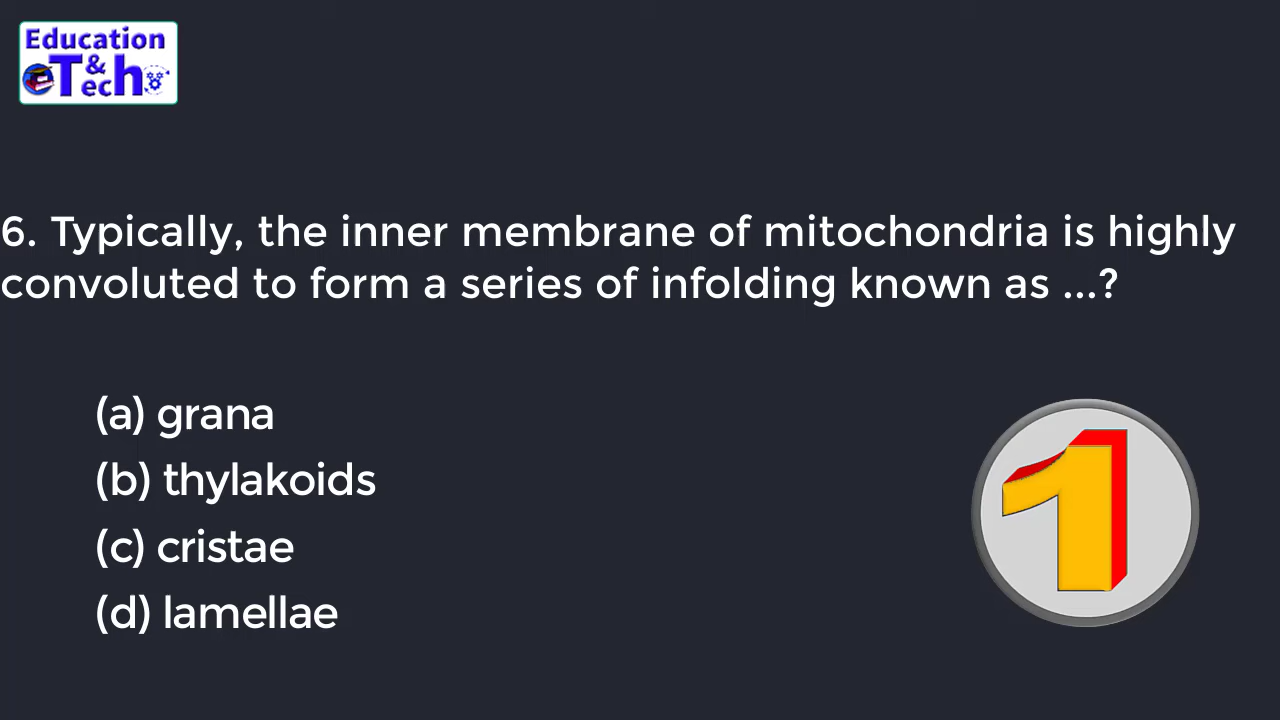 Education
&
Tech
6. Typically, the inner membrane of mitochondria is highly
convoluted to form a series of infolding known as ...?
(a) grana
(b) thylakoids
(c) cristae
(d) lamellae
1